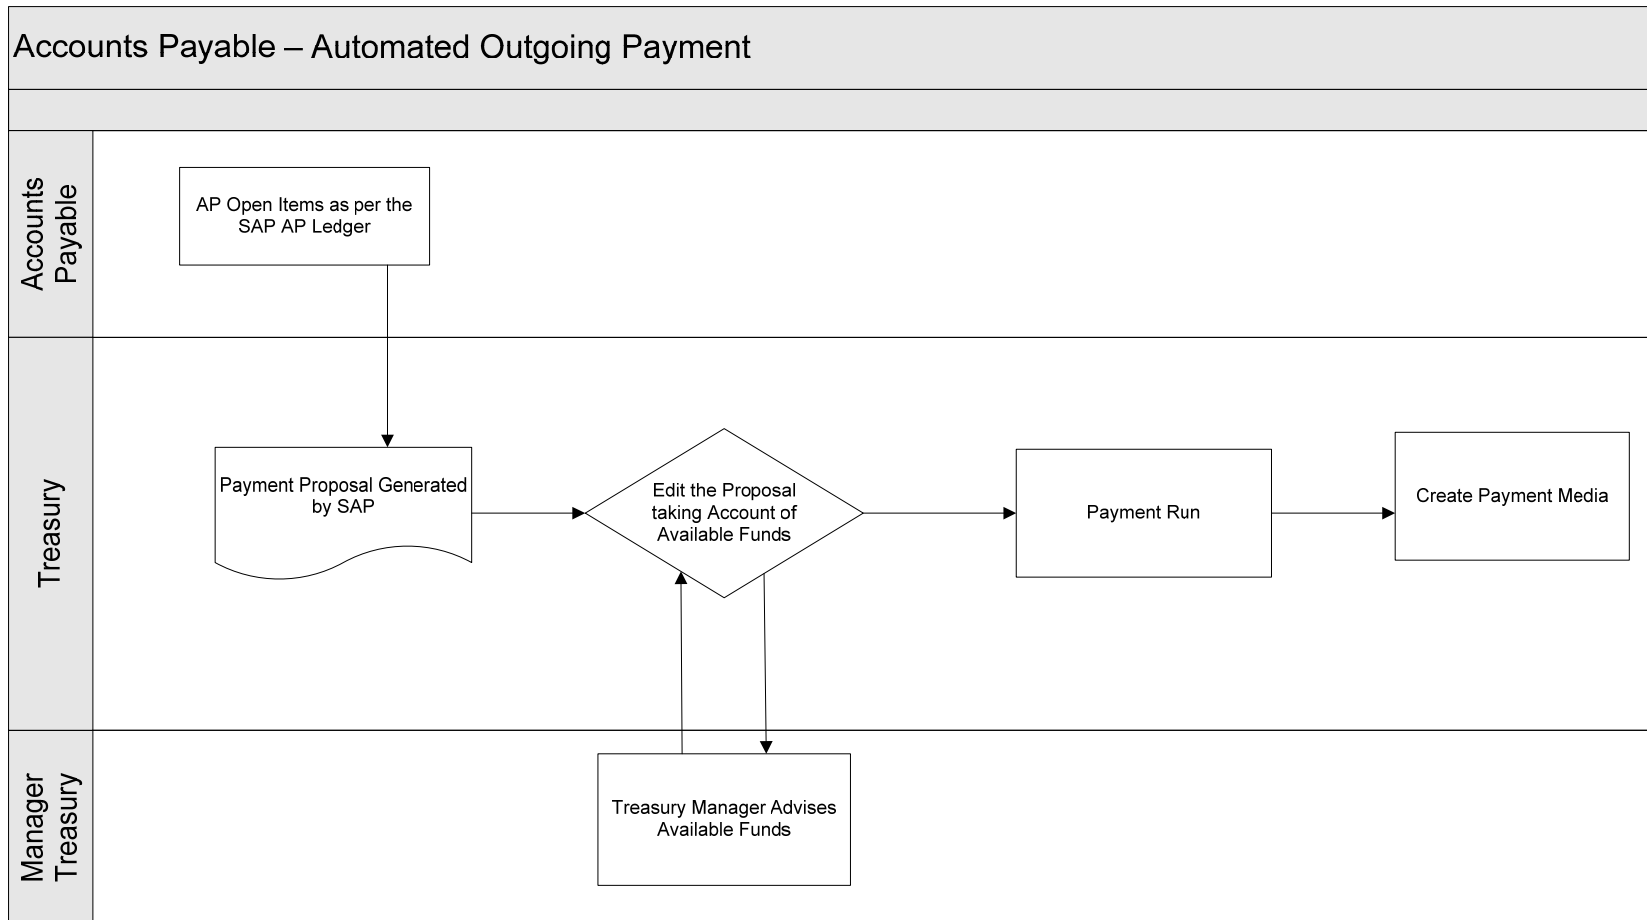 Accounts Payable – Automated Outgoing Payment
Accounts
Payable
AP Open Items as per the
SAP AP Ledger
Treasury
Payment Proposal Generated
by SAP
Edit the Proposal
taking Account of
Available Funds
Payment Run
Create Payment Media
Manager
Treasury
Treasury Manager Advises
Available Funds